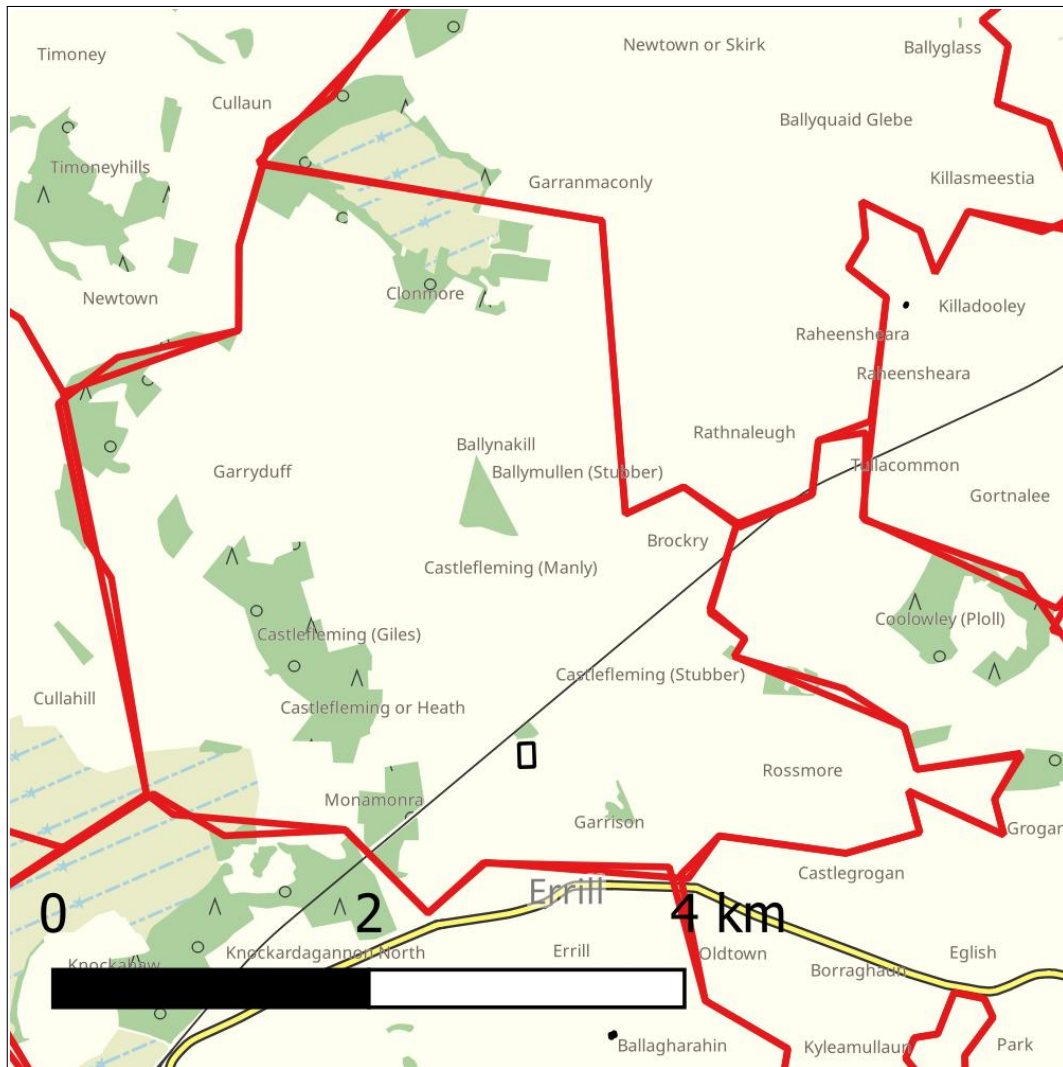 Timoney
Newtown or Skirk
Ballyglass
Cullaun
Ballyquaid Glebe
Timoneyhills
Garranmaconly
Killasmeestia
Newtown
Clonmore
Killadooley
Raheensheara
Raheensheara
Rathnaleugh
Ballynakill
Garryduff
Ballymullen (Stubber)
Tullacommon
Gortnalee
Brockry
Castlefleming (Manly)
Coolowley (Ploll)
Castlefleming (Giles)
Castlefleming (Stubber)
Cullahill
Castlefleming or Heath
Rossmore
Monamonra
Garrison
Grogan
Castlegrogan
Errill
0 2 4 km
Knockardagannon North
Errill
Oldtown
Eglish
Knockahaw
Borraghaun
Ballagharahin
Kyleamullaun
Park